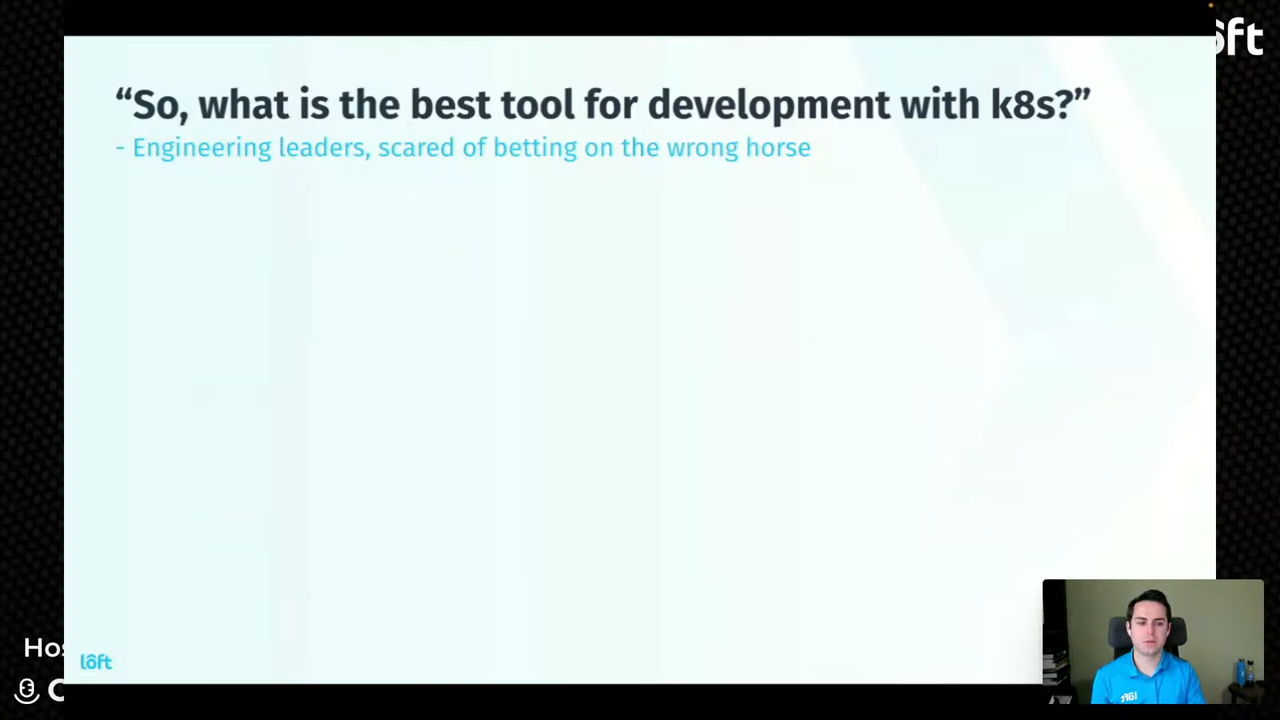 “So, what is the best tool for development with k8s?”
- Engineering leaders, scared of betting on the wrong horse
lôft